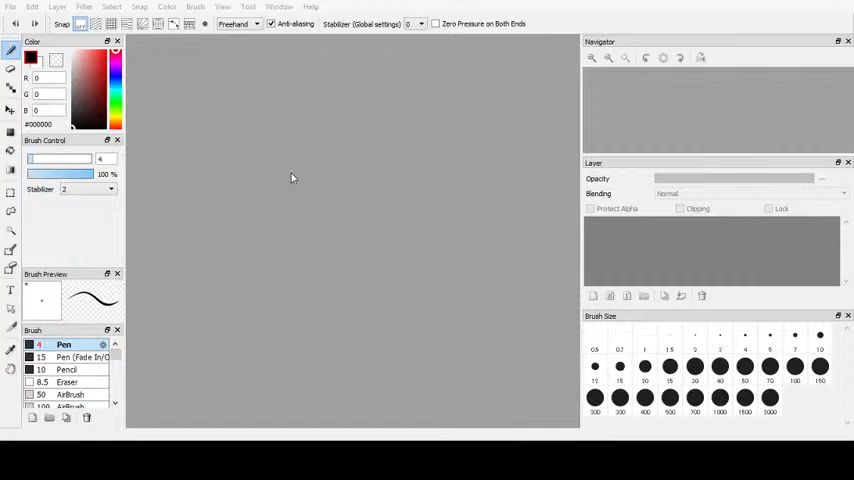 File Edit Layer Filter Select Snap Color Brush View Tool Window Help
Snap OFF Freehand Anti-aliasing Stabilizer (Global settings) 0 Zero Pressure on Both Ends
Color
R 0
G 0
B 0
#000000
Brush Control
4
100 %
Stabilizer 2
Brush Preview
Brush
4 Pen
15 Pen (Fade In/O
10 Pencil
8.5 Eraser
50 AirBrush
100 AirBrush
Navigator
Layer
Opacity
Blending Normal
Protect Alpha Clipping Lock
Brush Size
0.5 0.7 1 1.5 2 3 4 5 7 10
12 15 20 25 30 40 50 70 100 150
200 300 400 500 700 1000 1500 2000